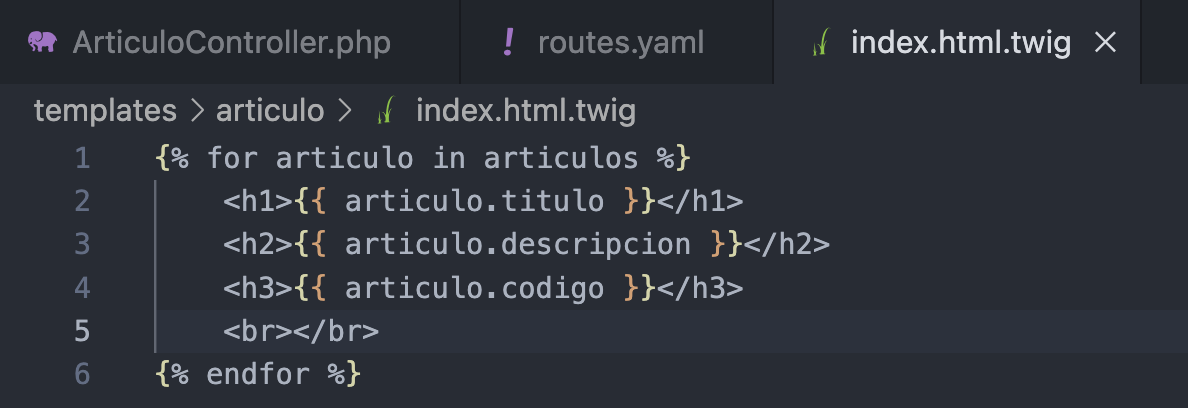 ArticuloController.php ! routes.yaml index.html.twig ×
templates > articulo > index.html.twig
1 {% for articulo in articulos %}
2 <h1>{{ articulo.titulo }}</h1>
3 <h2>{{ articulo.descripcion }}</h2>
4 <h3>{{ articulo.codigo }}</h3>
5 <br></br>
6 {% endfor %}